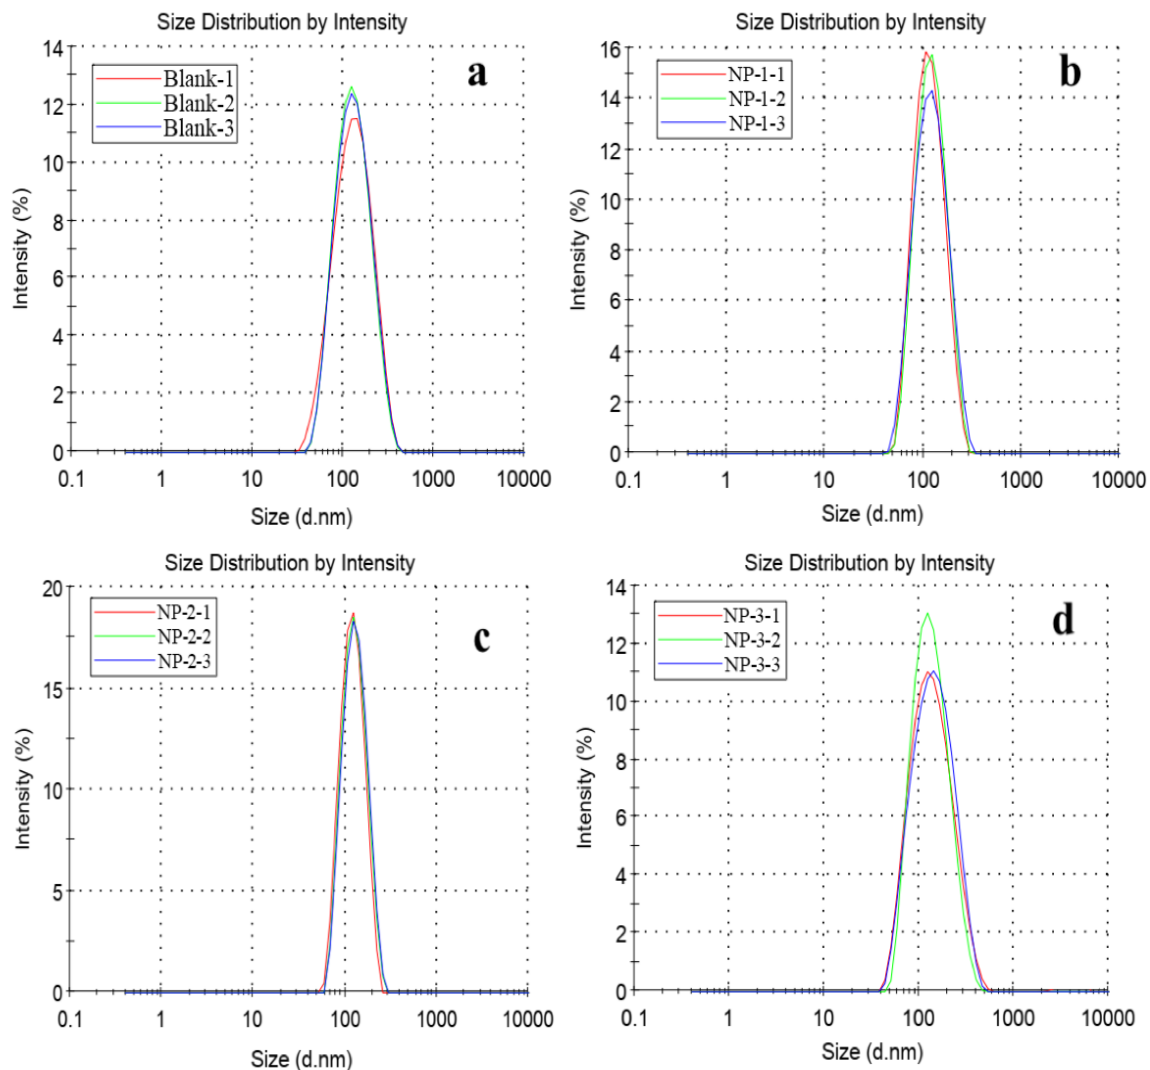 Size Distribution by Intensity
14
12
10
8
6
4
2
0
Intensity (%)
Blank-1
Blank-2
Blank-3
a
0.1 1 10 100 1000 10000
Size (d.nm)
Size Distribution by Intensity
16
14
12
10
8
6
4
2
0
Intensity (%)
NP-1-1
NP-1-2
NP-1-3
b
0.1 1 10 100 1000 10000
Size (d.nm)
Size Distribution by Intensity
20
15
10
5
0
Intensity (%)
NP-2-1
NP-2-2
NP-2-3
c
0.1 1 10 100 1000 10000
Size (d.nm)
Size Distribution by Intensity
14
12
10
8
6
4
2
0
Intensity (%)
NP-3-1
NP-3-2
NP-3-3
d
0.1 1 10 100 1000 10000
Size (d.nm)